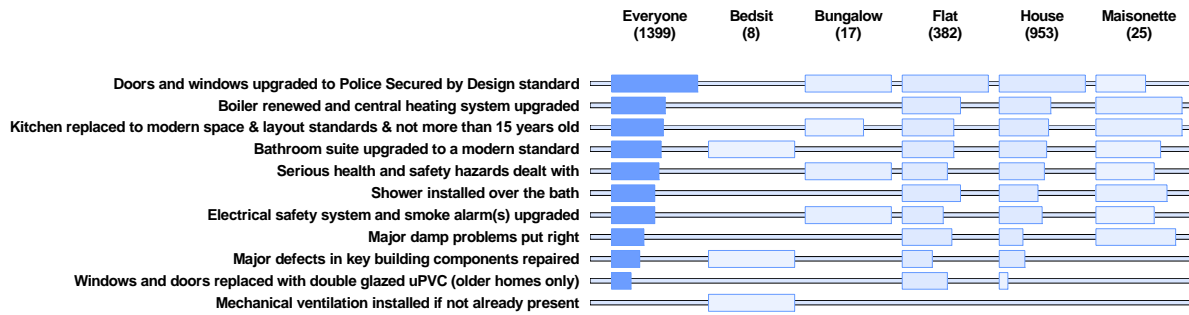 Everyone Bedsit Bungalow Flat House Maisonette
(1399) (8) (17) (382) (953) (25)
Doors and windows upgraded to Police Secured by Design standard
Boiler renewed and central heating system upgraded
Kitchen replaced to modern space & layout standards & not more than 15 years old
Bathroom suite upgraded to a modern standard
Serious health and safety hazards dealt with
Shower installed over the bath
Electrical safety system and smoke alarm(s) upgraded
Major damp problems put right
Major defects in key building components repaired
Windows and doors replaced with double glazed uPVC (older homes only)
Mechanical ventilation installed if not already present